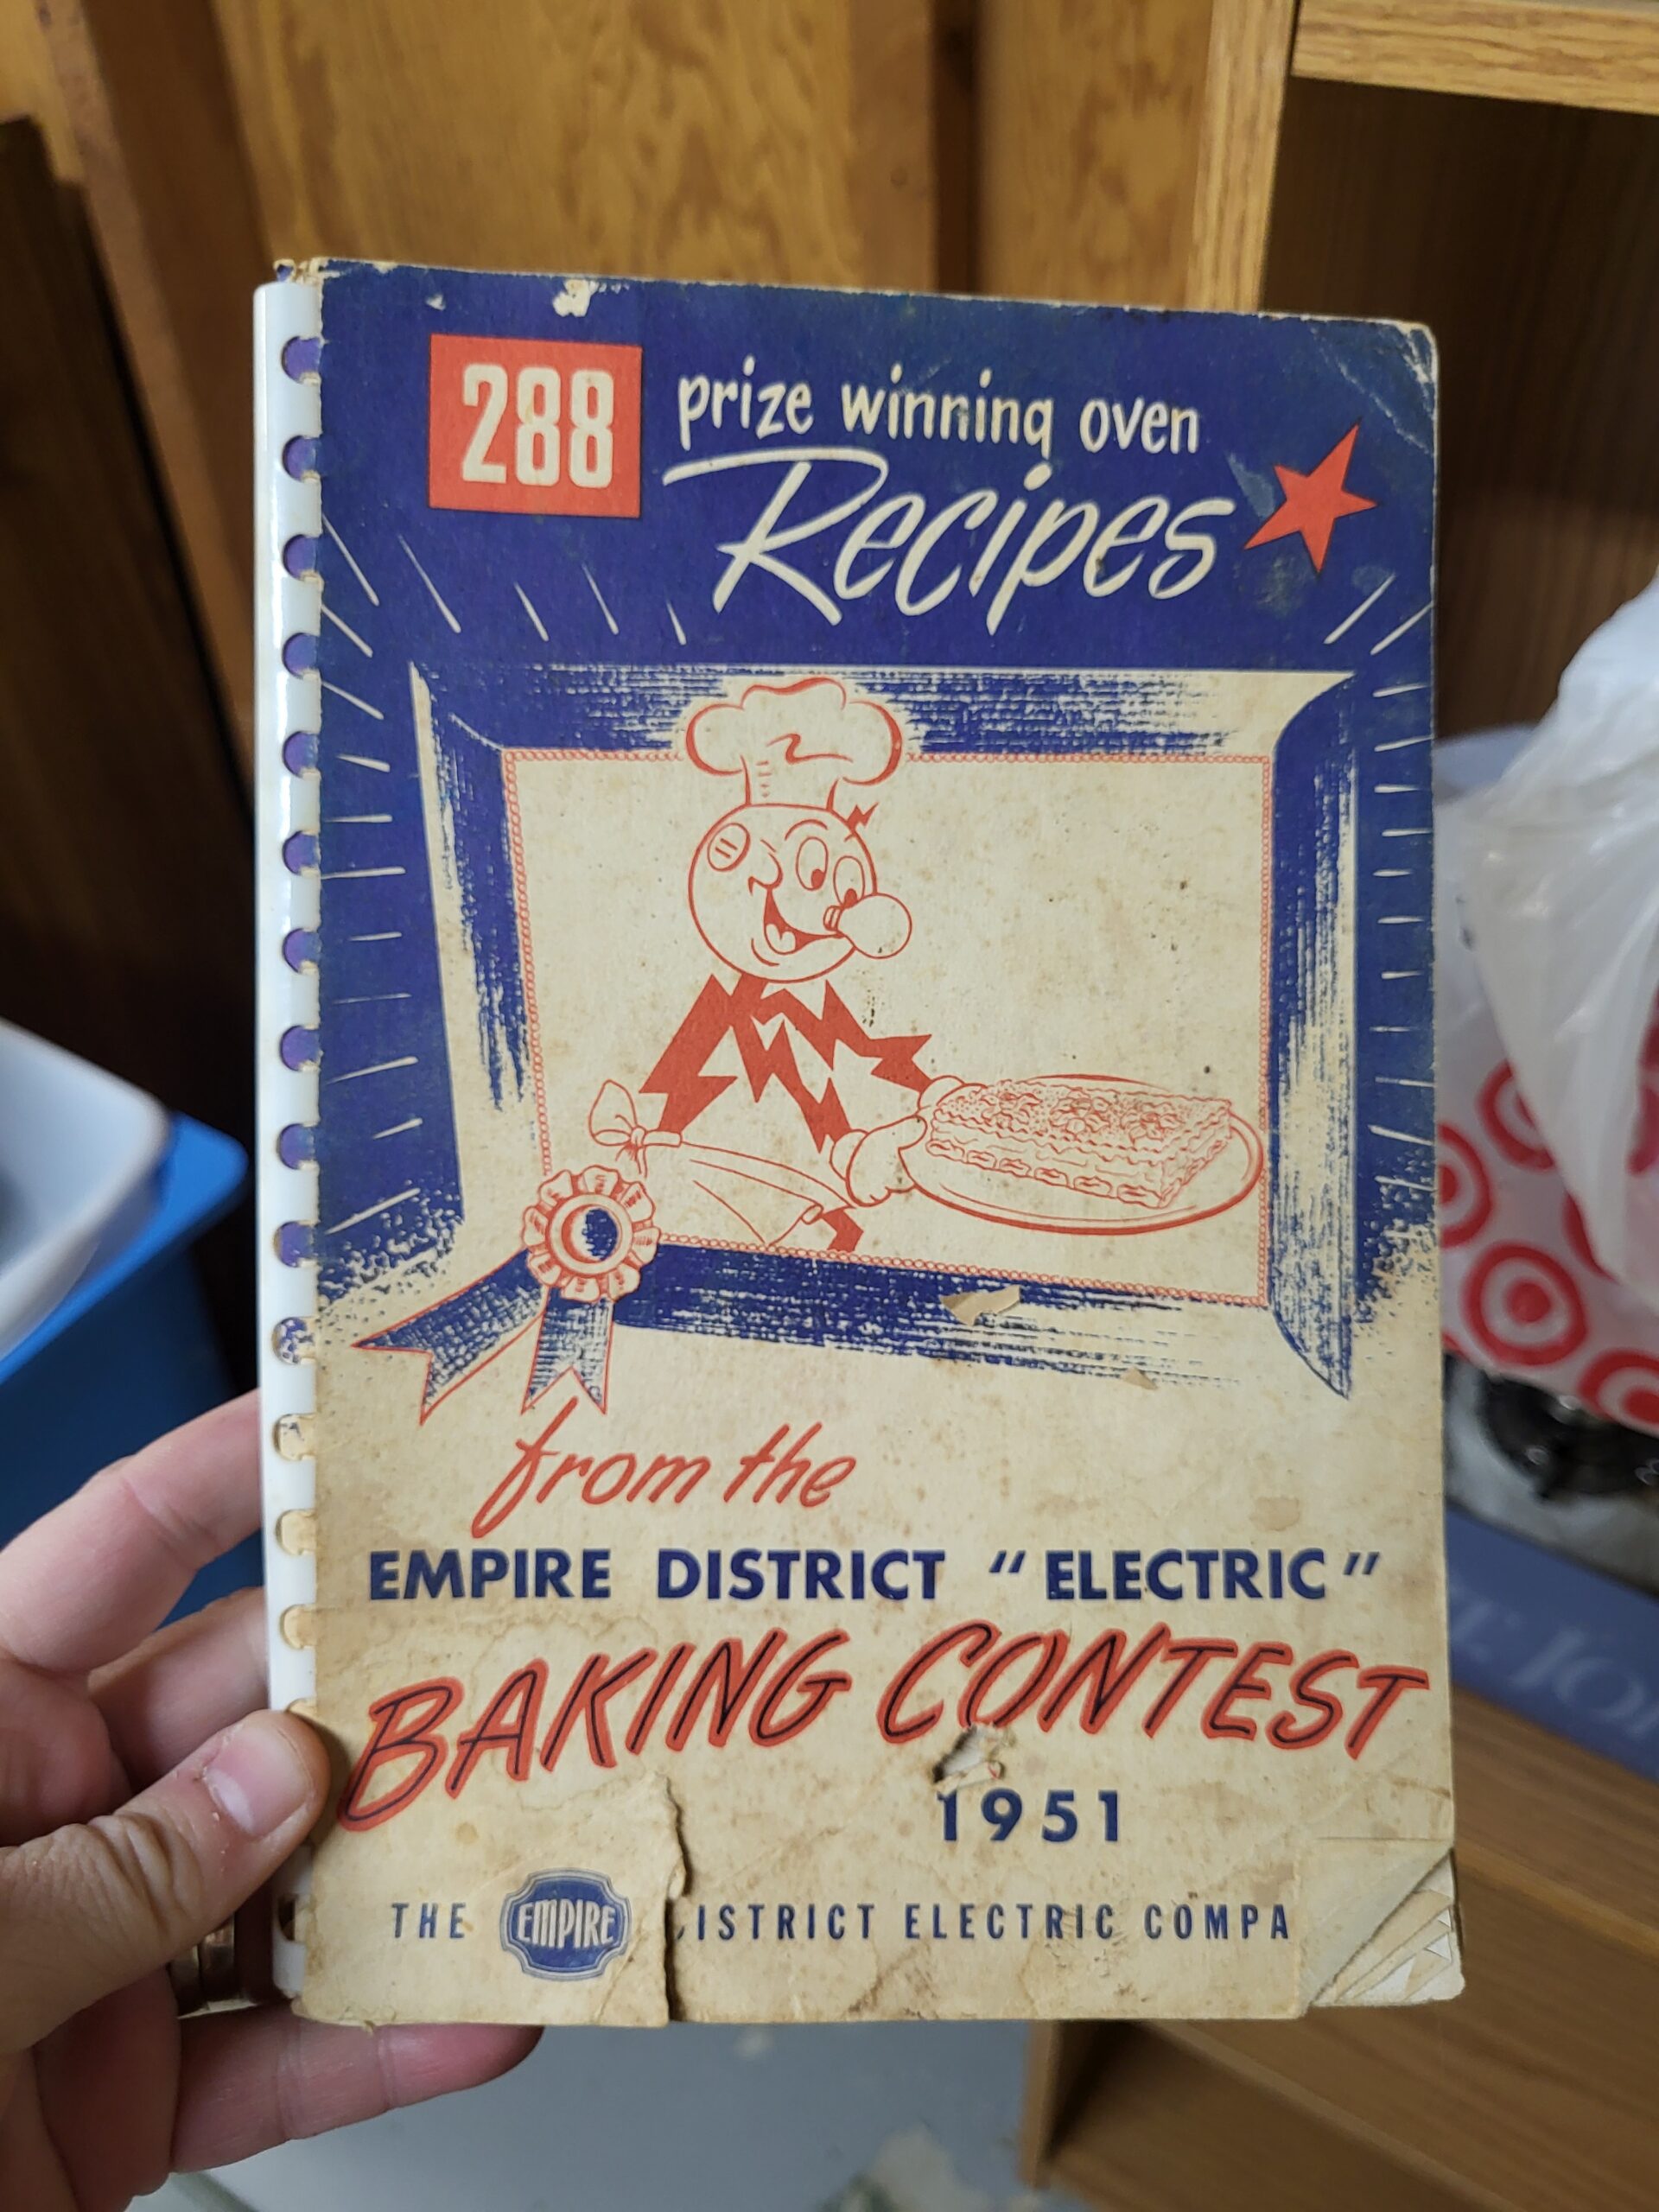 288
prize winning oven
Recipes
from the
EMPIRE DISTRICT "ELECTRIC"
BAKING CONTEST
1951
THE EMPIRE ISTRICT ELECTRIC COMPA